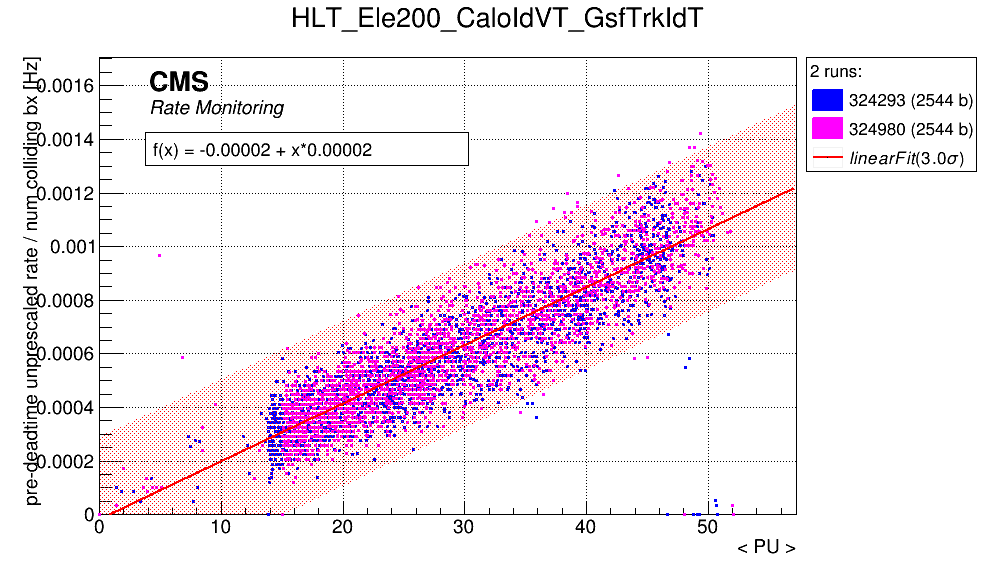 HLT_Ele200_CaloIdVT_GsfTrkIdT
pre-deadtime unprescaled rate / num colliding bx [Hz]
0.0016
0.0014
0.0012
0.001
0.0008
0.0006
0.0004
0.0002
0
CMS
Rate Monitoring
f(x) = -0.00002 + x*0.00002
2 runs:
324293 (2544 b)
324980 (2544 b)
linearFit(3.0σ)
0 10 20 30 40 50
< PU >